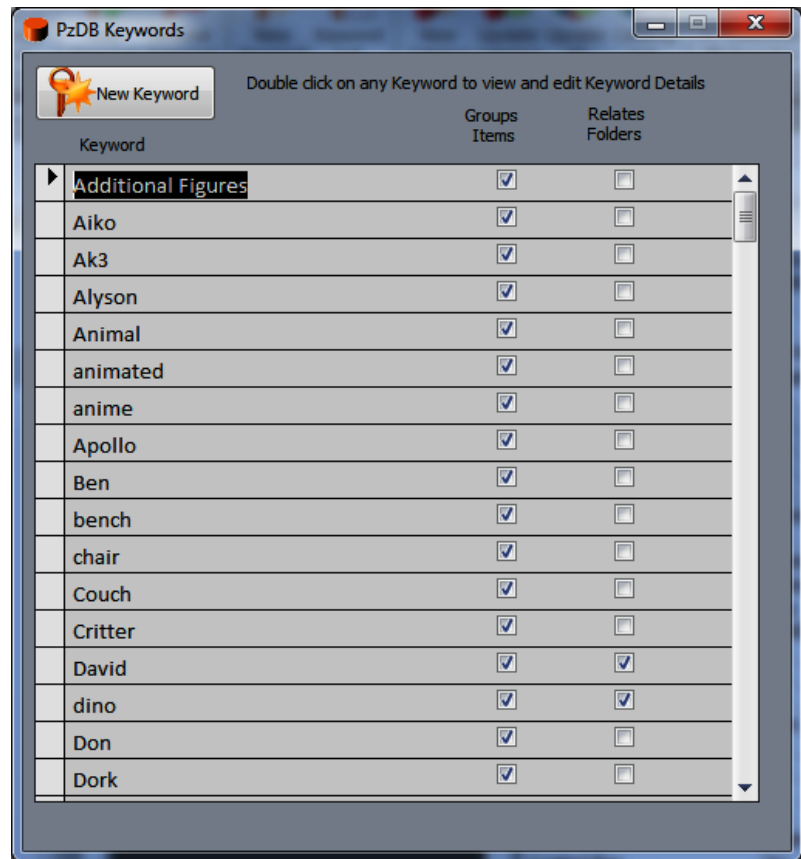 PzDB Keywords
New Keyword
Double click on any Keyword to view and edit Keyword Details
Groups
Items
Relates
Folders
Keyword
Additional Figures
Aiko
Ak3
Alyson
Animal
animated
anime
Apollo
Ben
bench
chair
Couch
Critter
David
dino
Don
Dork